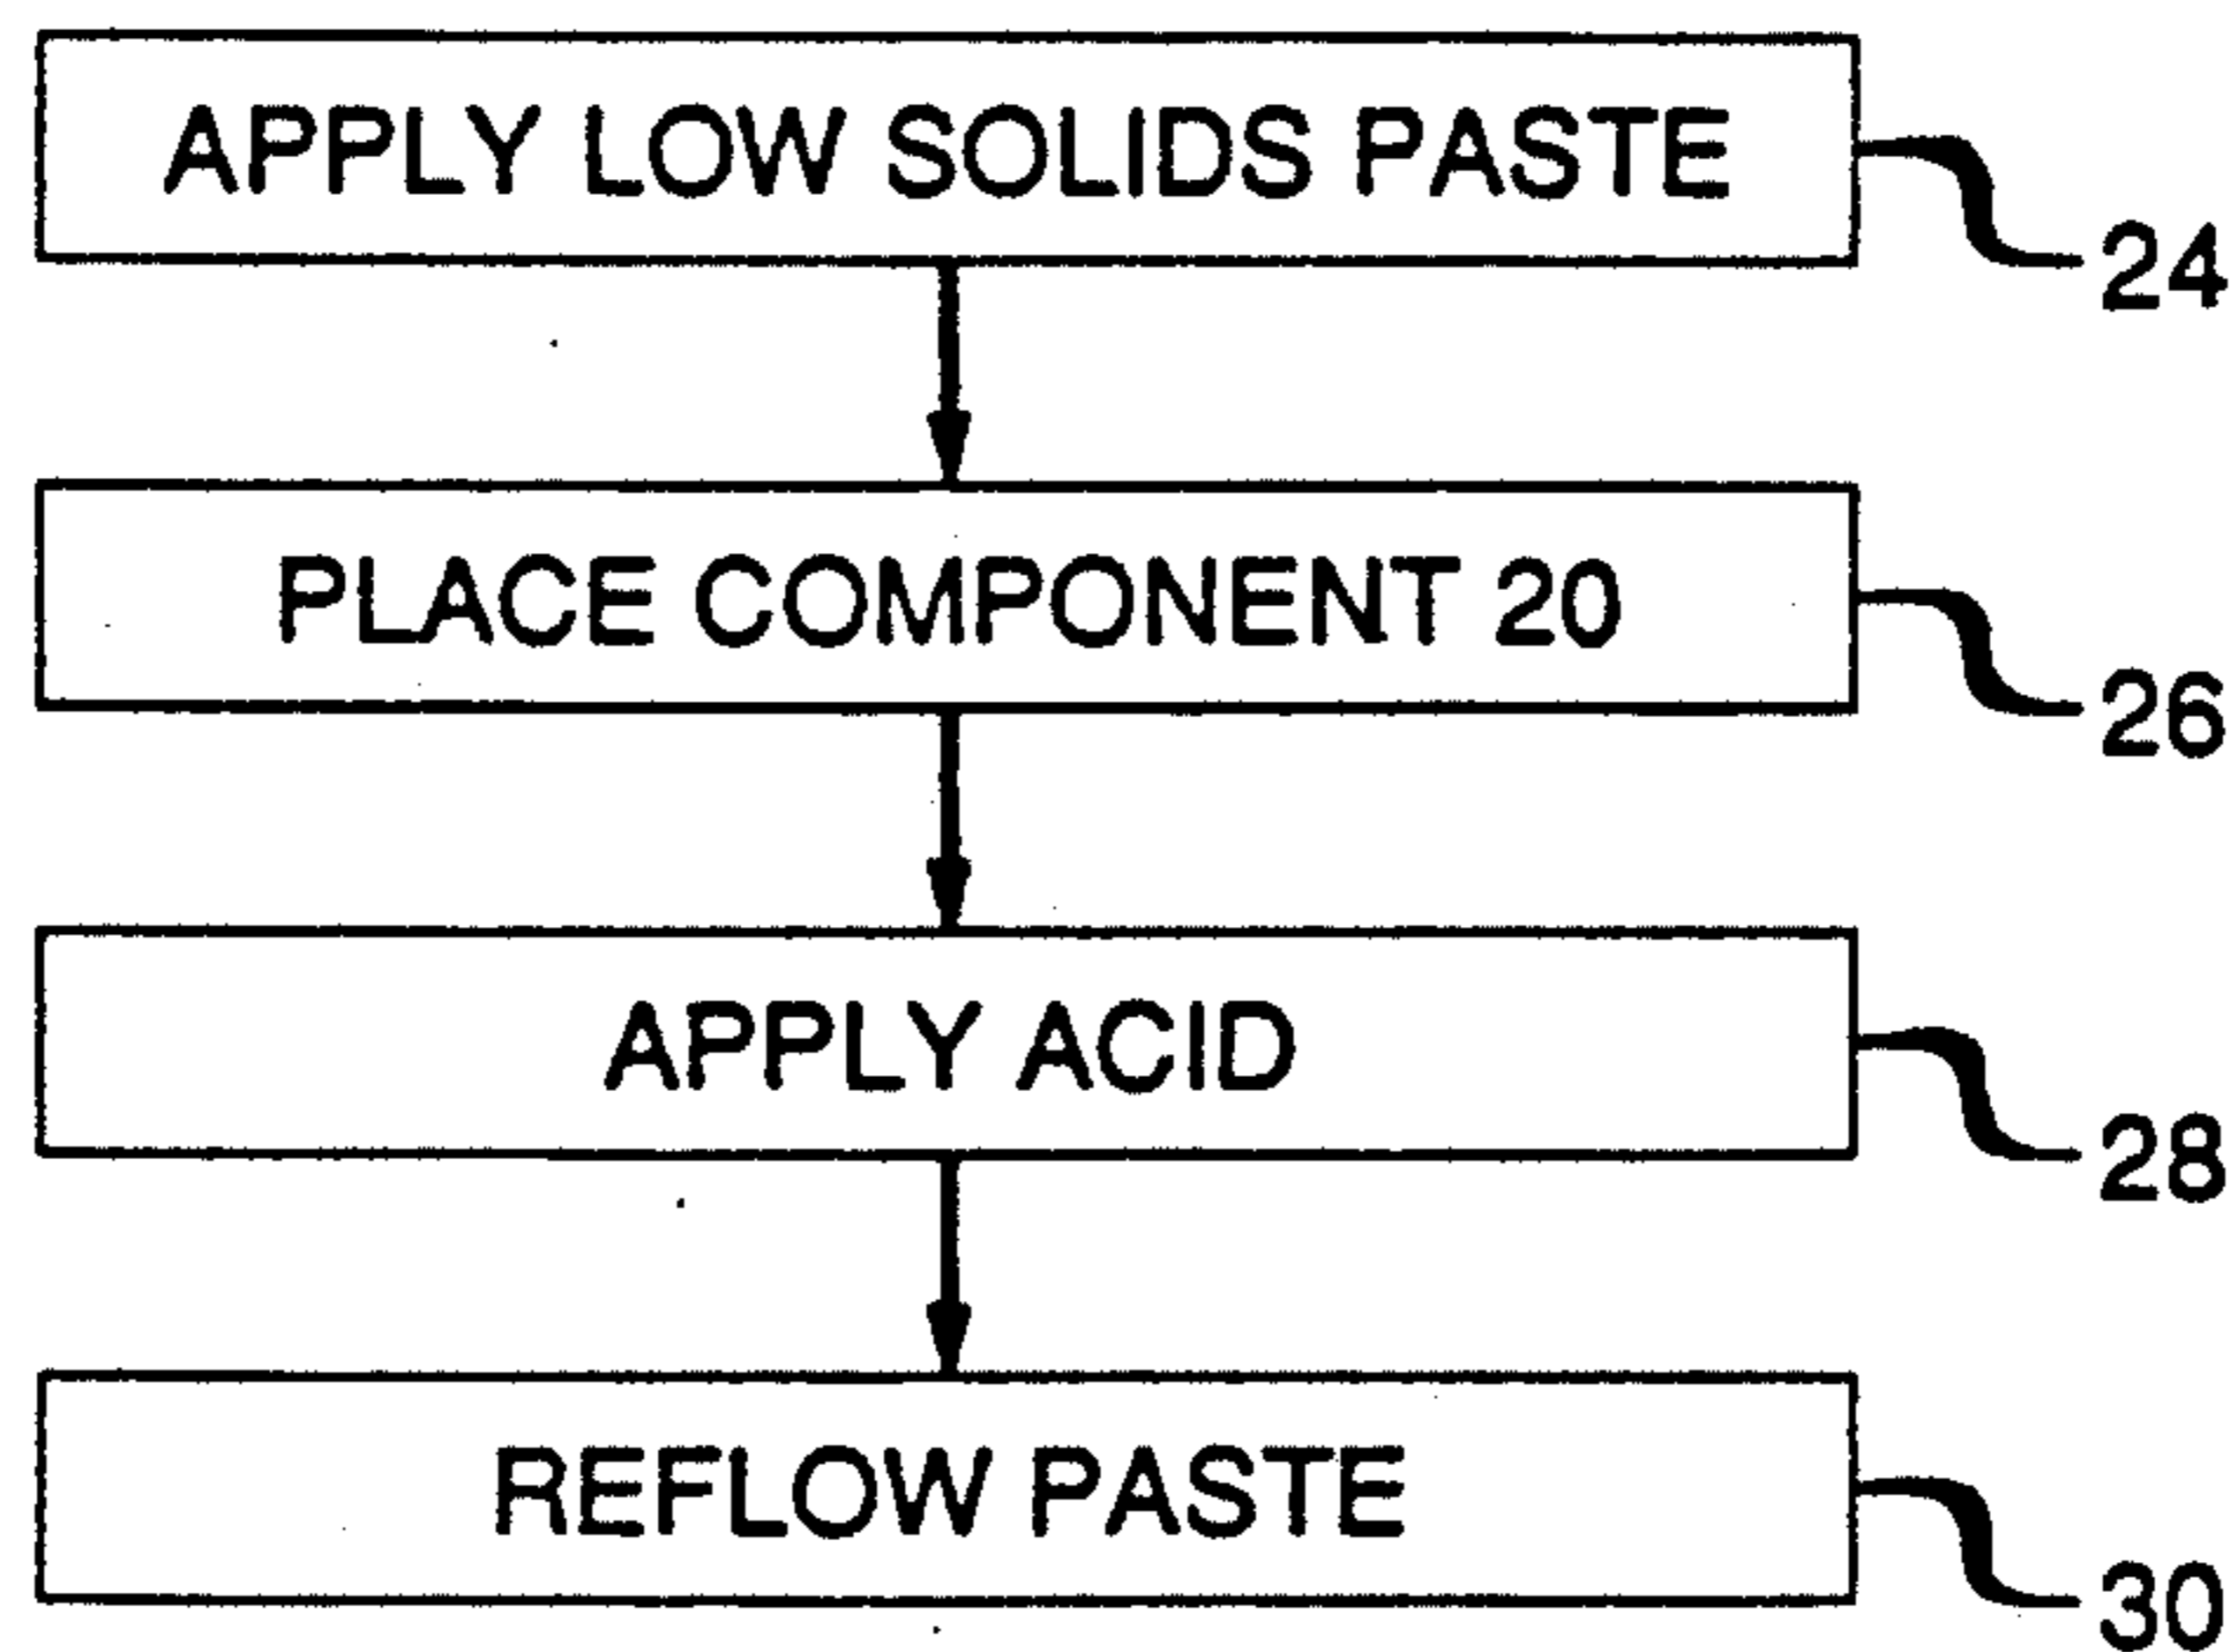 APPLY LOW SOLIDS PASTE
24
PLACE COMPONENT 20
26
APPLY ACID
28
REFLOW PASTE
30